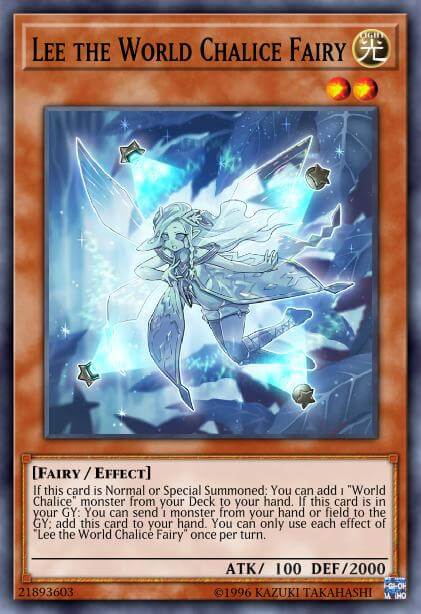 LEE THE WORLD CHALICE FAIRY
LIGHT
光
[FAIRY / EFFECT]
If this card is Normal or Special Summoned: You can add 1 "World
Chalice" monster from your Deck to your hand. If this card is in
your GY: You can send 1 monster from your hand or field to the
GY; add this card to your hand. You can only use each effect of
"Lee the World Chalice Fairy" once per turn.
ATK/ 100 DEF/2000
21893603
©1996 KAZUKI TAKAHASHI